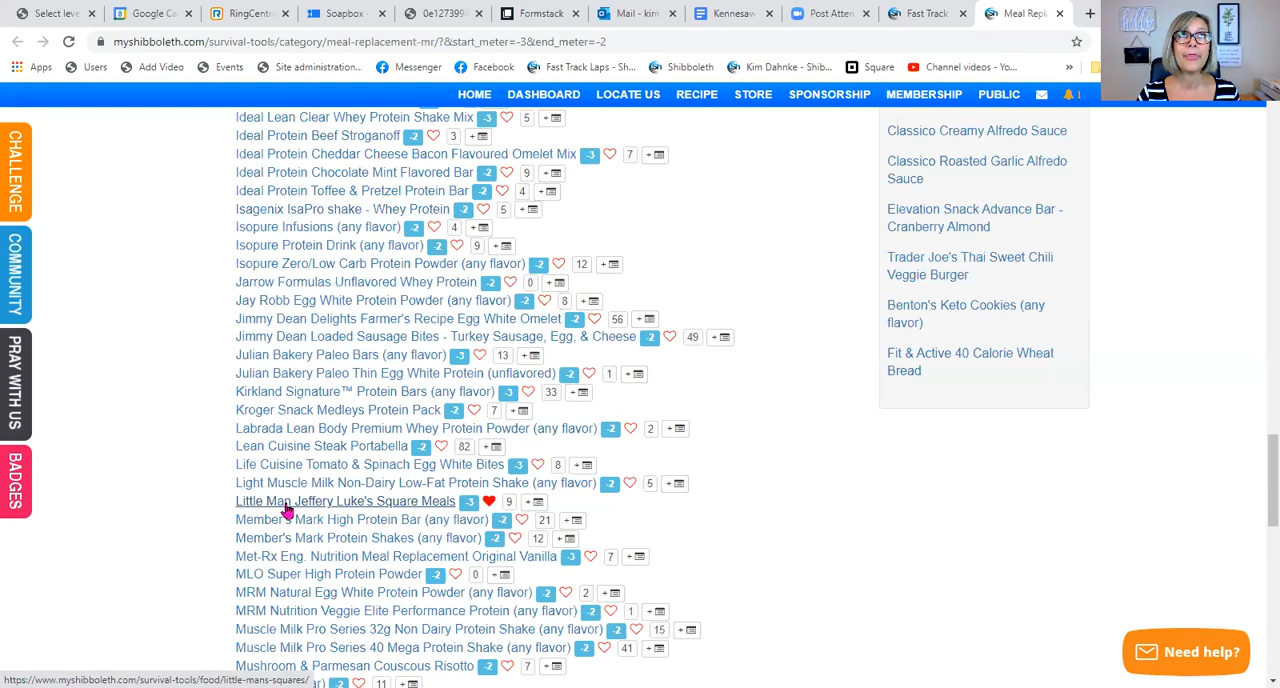 Select leve
Google Ca
RingCentr
Soapbox -
0e127399
Formstack
Mail - kim
Kennesaw
Post Atten
Fast Track
Meal Repl
myshibboleth.com/survival-tools/category/meal-replacement-mr/?&start_meter=-3&end_meter=-2
Apps Users Add Video Events Site administration... Messenger Facebook Fast Track Laps - S... Shibboleth Kim Dahnke - Shib... Square Channel videos - Yo... »
HOME DASHBOARD LOCATE US RECIPE STORE SPONSORSHIP MEMBERSHIP PUBLIC 1
hello
CHALLENGE
COMMUNITY
PRAY WITH US
BADGES
Ideal Lean Clear Whey Protein Shake Mix -3 5 +
Ideal Protein Beef Stroganoff -2 3 +
Ideal Protein Cheddar Cheese Bacon Flavoured Omelet Mix -3 7 +
Ideal Protein Chocolate Mint Flavored Bar -2 9 +
Ideal Protein Toffee & Pretzel Protein Bar -2 4 +
Isagenix IsaPro shake - Whey Protein -2 5 +
Isopure Infusions (any flavor) -2 4 +
Isopure Protein Drink (any flavor) -2 9 +
Isopure Zero/Low Carb Protein Powder (any flavor) -2 12 +
Jarrow Formulas Unflavored Whey Protein -2 0 +
Jay Robb Egg White Protein Powder (any flavor) -2 8 +
Jimmy Dean Delights Farmer's Recipe Egg White Omelet -2 56 +
Jimmy Dean Loaded Sausage Bites - Turkey Sausage, Egg, & Cheese -2 49 +
Julian Bakery Paleo Bars (any flavor) -3 13 +
Julian Bakery Paleo Thin Egg White Protein (unflavored) -2 1 +
Kirkland Signature™ Protein Bars (any flavor) -3 33 +
Kroger Snack Medleys Protein Pack -2 7 +
Labrada Lean Body Premium Whey Protein Powder (any flavor) -2 2 +
Lean Cuisine Steak Portabella -2 82 +
Life Cuisine Tomato & Spinach Egg White Bites -3 8 +
Light Muscle Milk Non-Dairy Low-Fat Protein Shake (any flavor) -2 5 +
Little Man Jeffery Luke's Square Meals -3 9 +
Member's Mark High Protein Bar (any flavor) -2 21 +
Member's Mark Protein Shakes (any flavor) -2 12 +
Met-Rx Eng. Nutrition Meal Replacement Original Vanilla -3 7 +
MLO Super High Protein Powder -2 0 +
MRM Natural Egg White Protein Powder (any flavor) -2 2 +
MRM Nutrition Veggie Elite Performance Protein (any flavor) -2 1 +
Muscle Milk Pro Series 32g Non Dairy Protein Shake (any flavor) -2 15 +
Muscle Milk Pro Series 40 Mega Protein Shake (any flavor) -2 41 +
Mushroom & Parmesan Couscous Risotto -2 7 +
ar) -2 11 +
Classico Creamy Alfredo Sauce
Classico Roasted Garlic Alfredo
Sauce
Elevation Snack Advance Bar -
Cranberry Almond
Trader Joe's Thai Sweet Chili
Veggie Burger
Benton's Keto Cookies (any
flavor)
Fit & Active 40 Calorie Wheat
Bread
Need help?
https://www.myshibboleth.com/survival-tools/food/little-mans-squares/